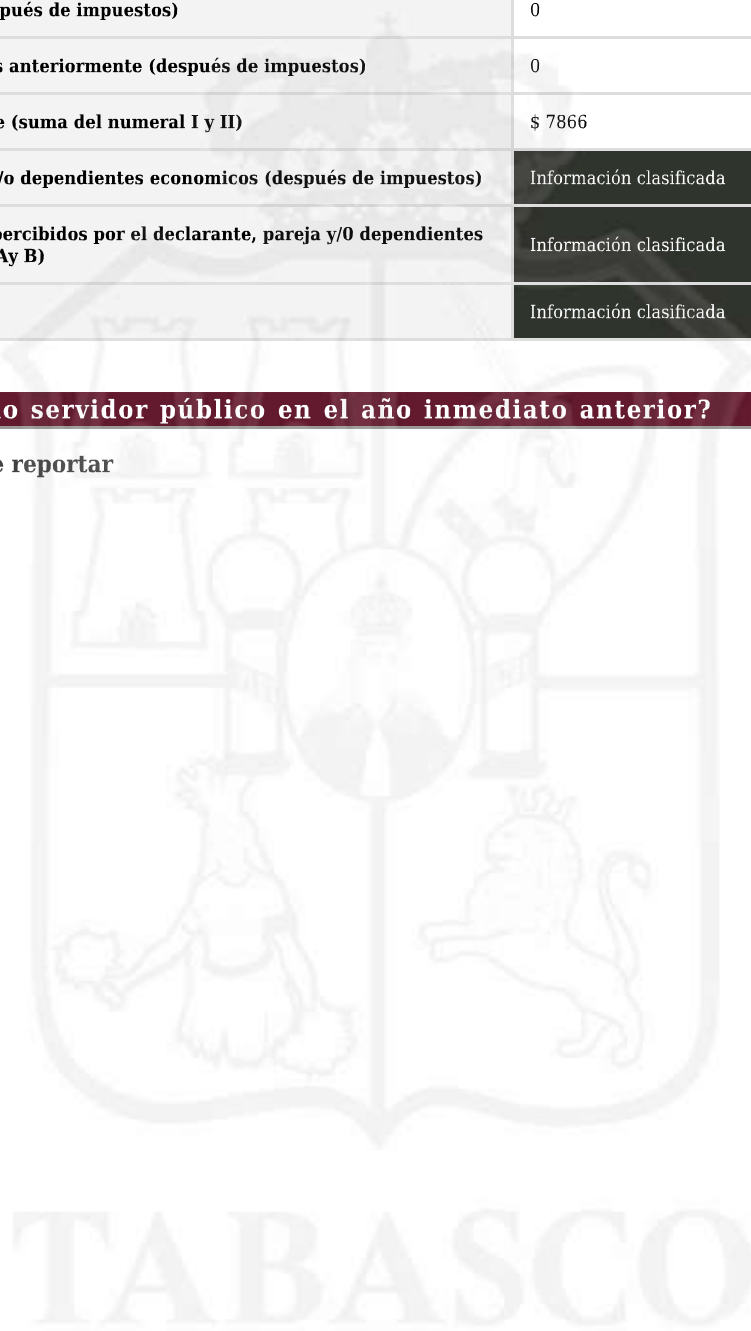 pués de impuestos) 0
s anteriormente (después de impuestos) 0
e (suma del numeral I y II) $ 7866
/o dependientes economicos (después de impuestos) Información clasificada
ercibidos por el declarante, pareja y/0 dependientes Información clasificada
Ay B)
Información clasificada
o servidor público en el año inmediato anterior?
e reportar
TABASCO